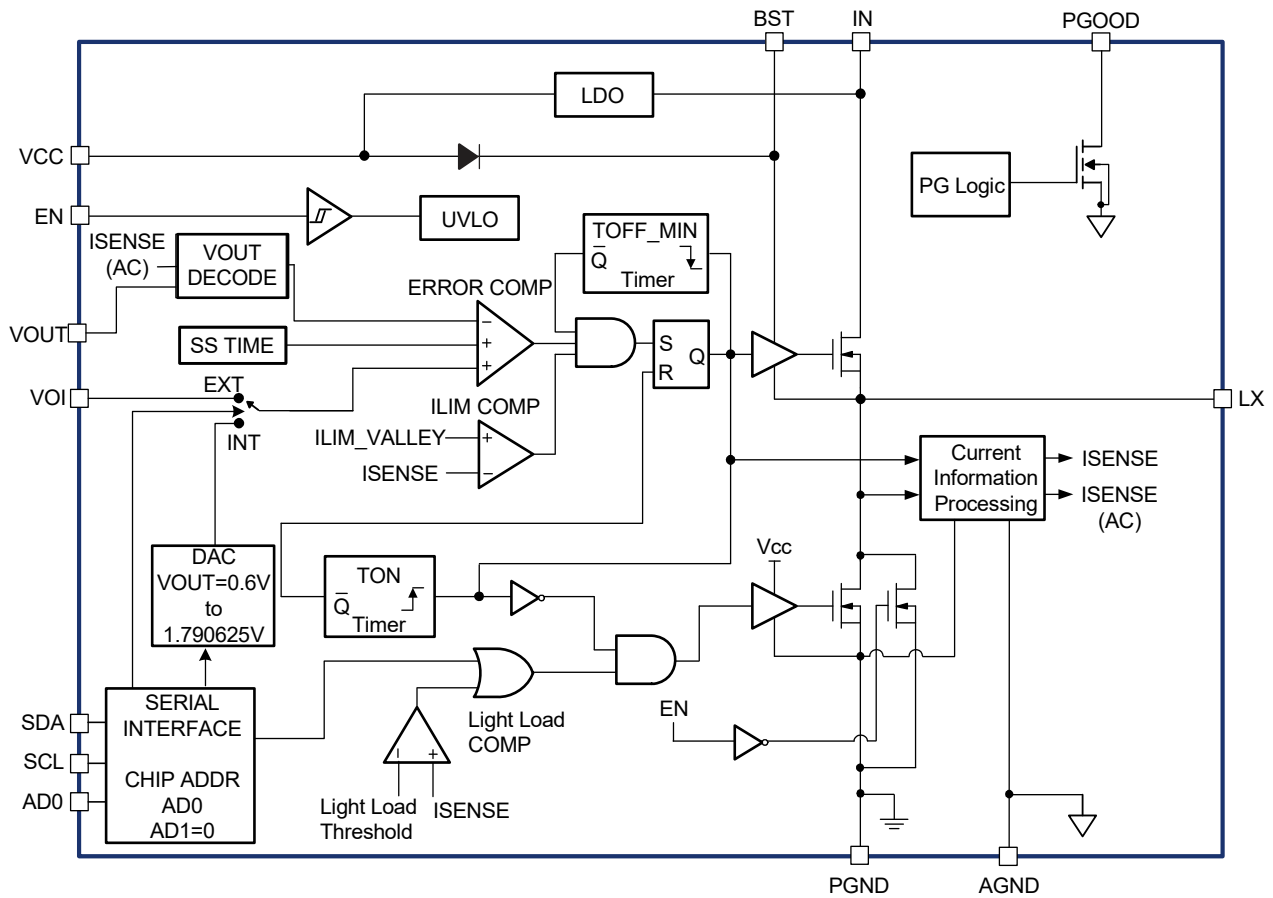 BST
IN
PGOOD
LDO
VCC
PG Logic
EN
UVLO
TOFF_MIN
Q̅
Timer
ISENSE
(AC)
VOUT
DECODE
ERROR COMP
VOUT
SS TIME
−
+
+
S
R
Q
VOI
EXT
INT
LX
ILIM COMP
ILIM_VALLEY
+
ISENSE
−
Current
Information
Processing
ISENSE
ISENSE
(AC)
DAC
VOUT=0.6V
to
1.790625V
TON
Q̅
Timer
Vcc
SDA
SCL
AD0
SERIAL
INTERFACE
CHIP ADDR
AD0
AD1=0
Light Load
COMP
−
+
Light Load
Threshold
ISENSE
EN
PGND
AGND